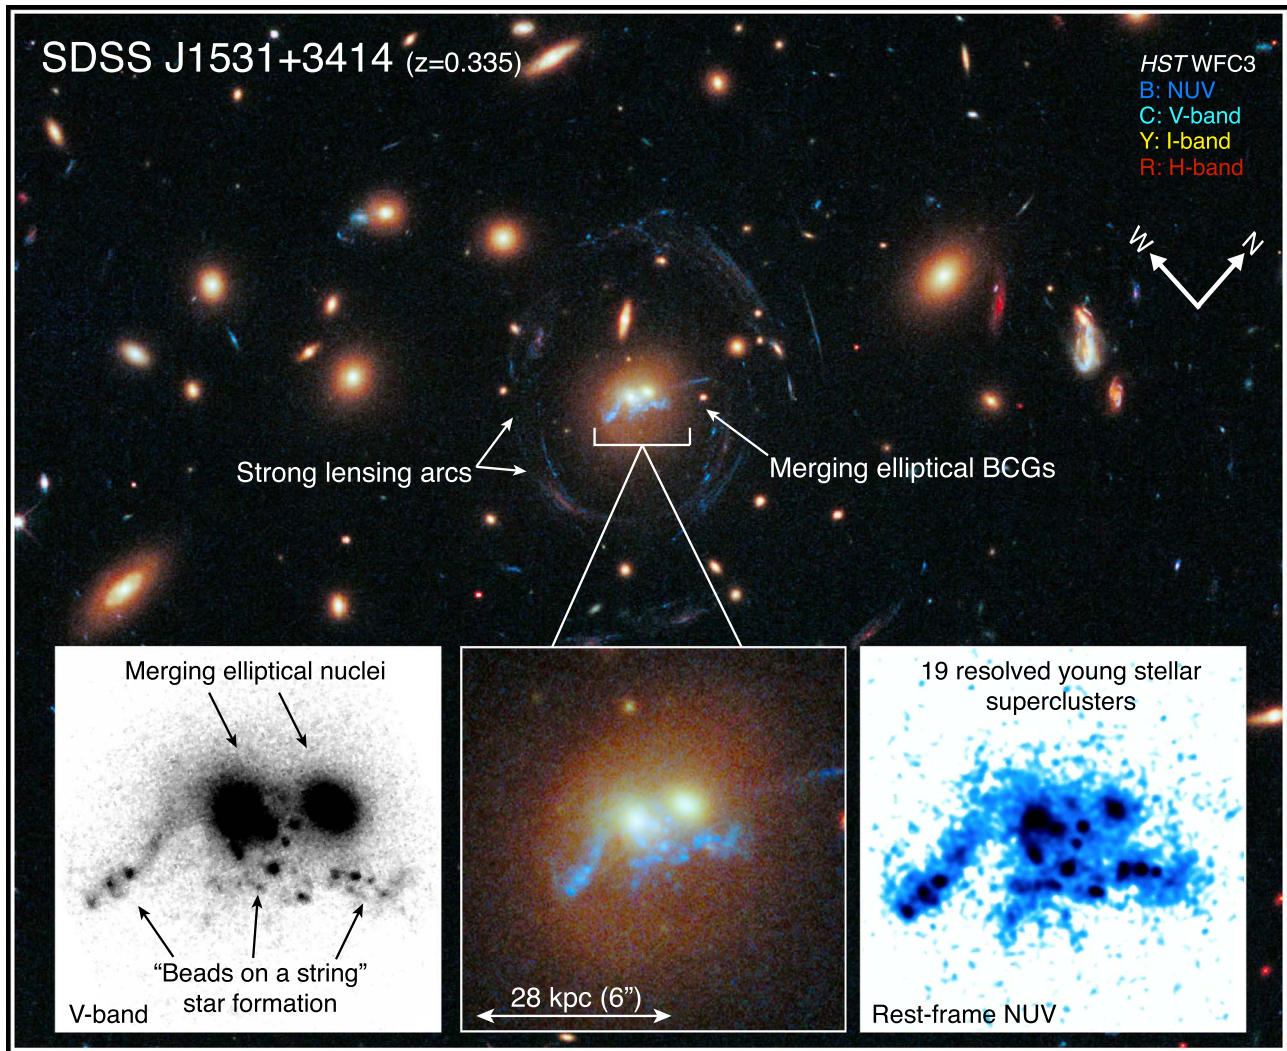 SDSS J1531+3414 (z=0.335)
HST WFC3
B: NUV
C: V-band
Y: I-band
R: H-band
W
N
Strong lensing arcs
Merging elliptical BCGs
Merging elliptical nuclei
“Beads on a string”
star formation
V-band
28 kpc (6”)
19 resolved young stellar
superclusters
Rest-frame NUV